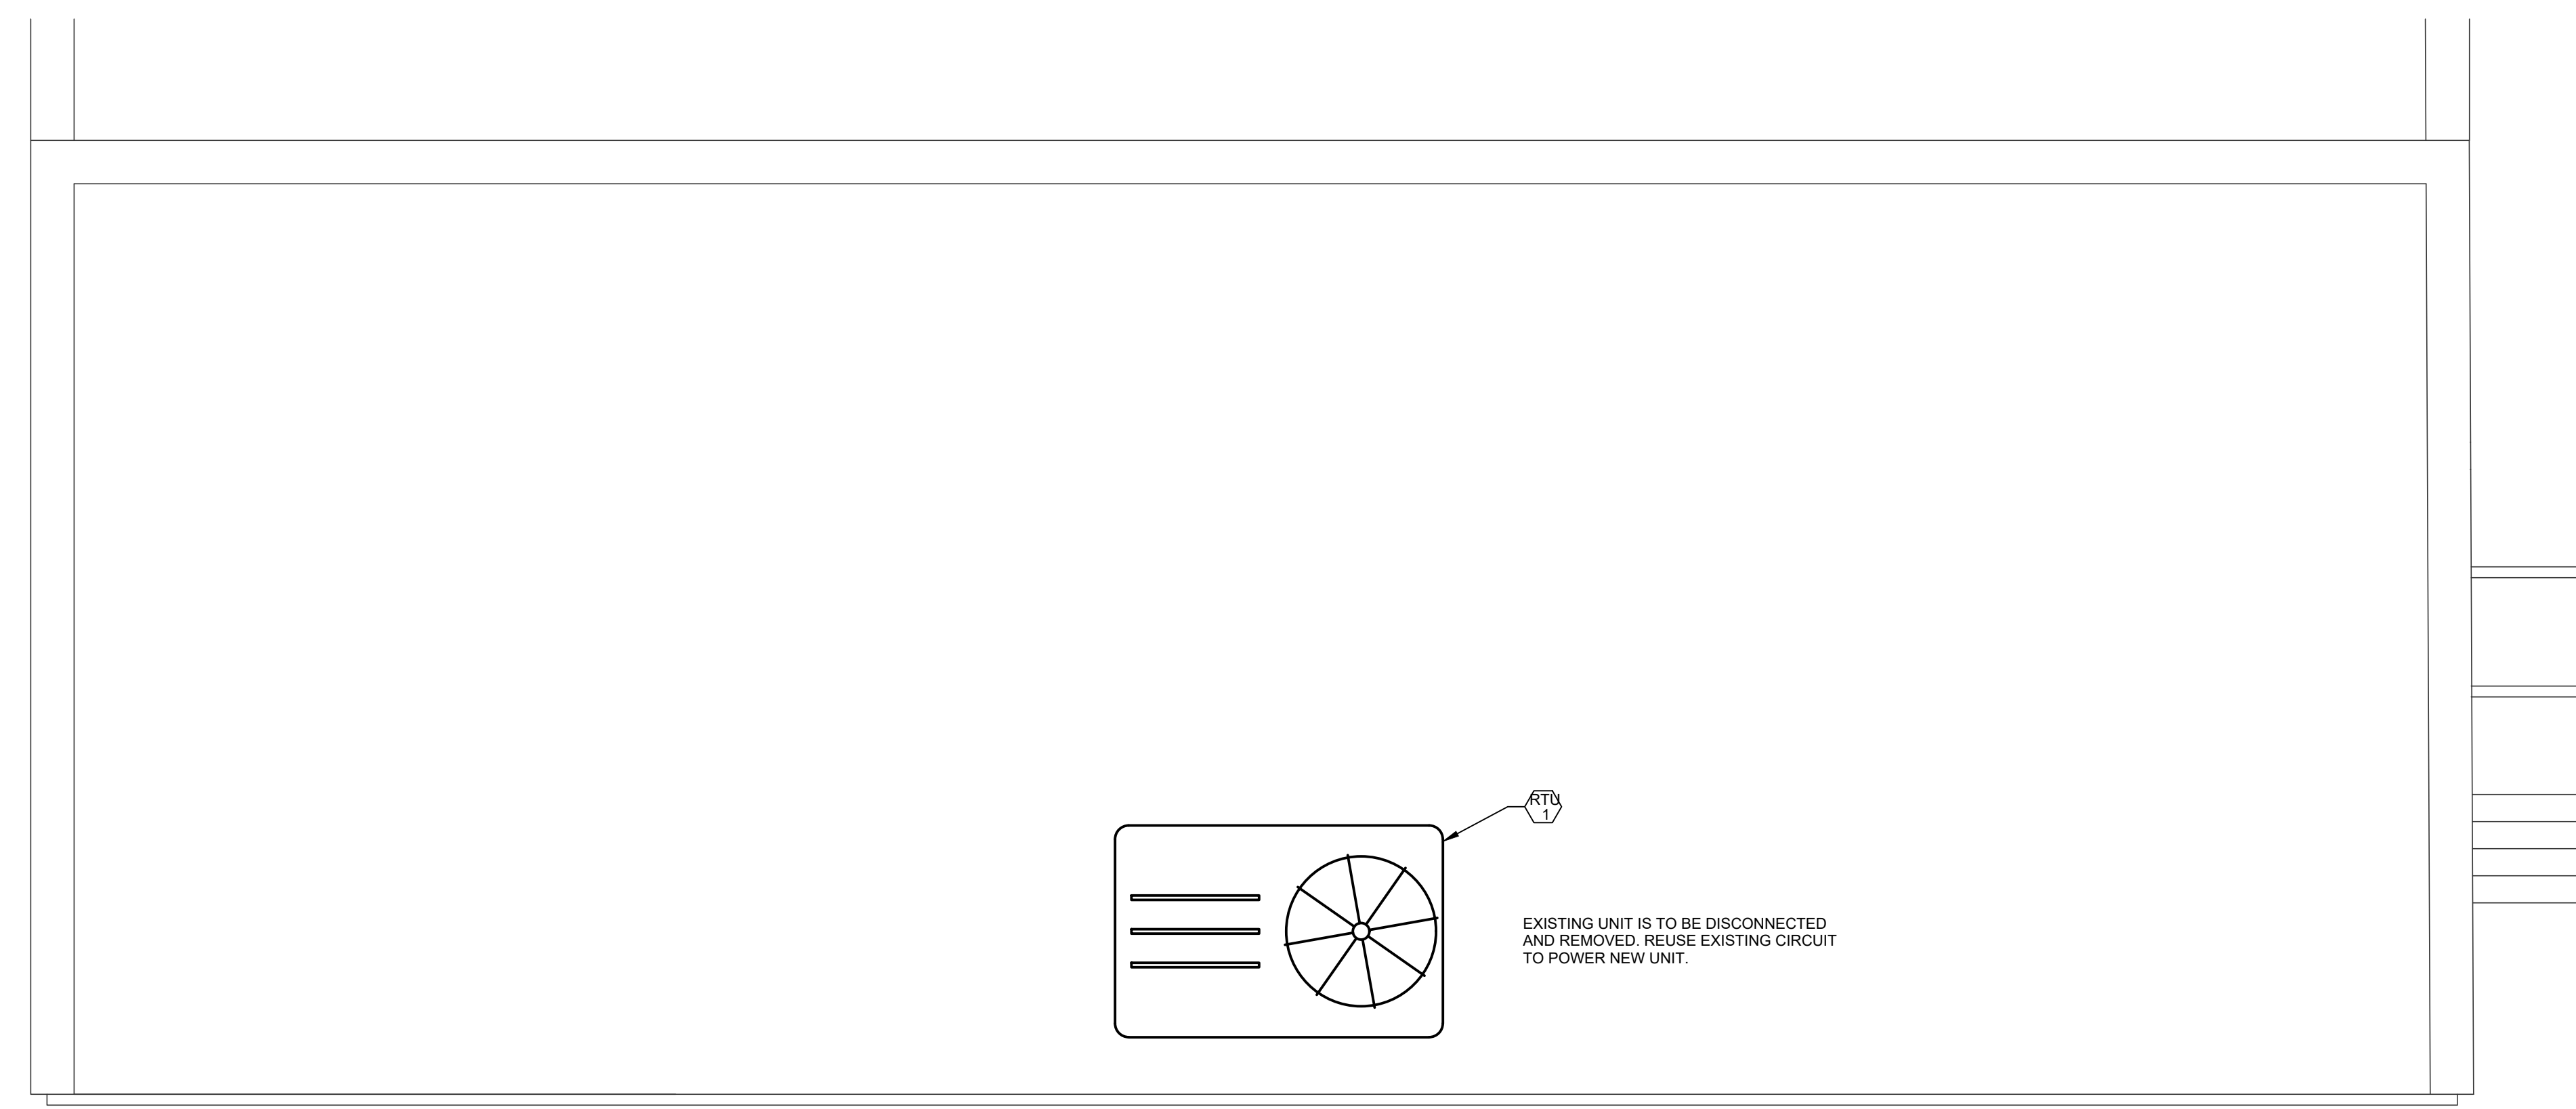 RTU
1
EXISTING UNIT IS TO BE DISCONNECTED
AND REMOVED. REUSE EXISTING CIRCUIT
TO POWER NEW UNIT.